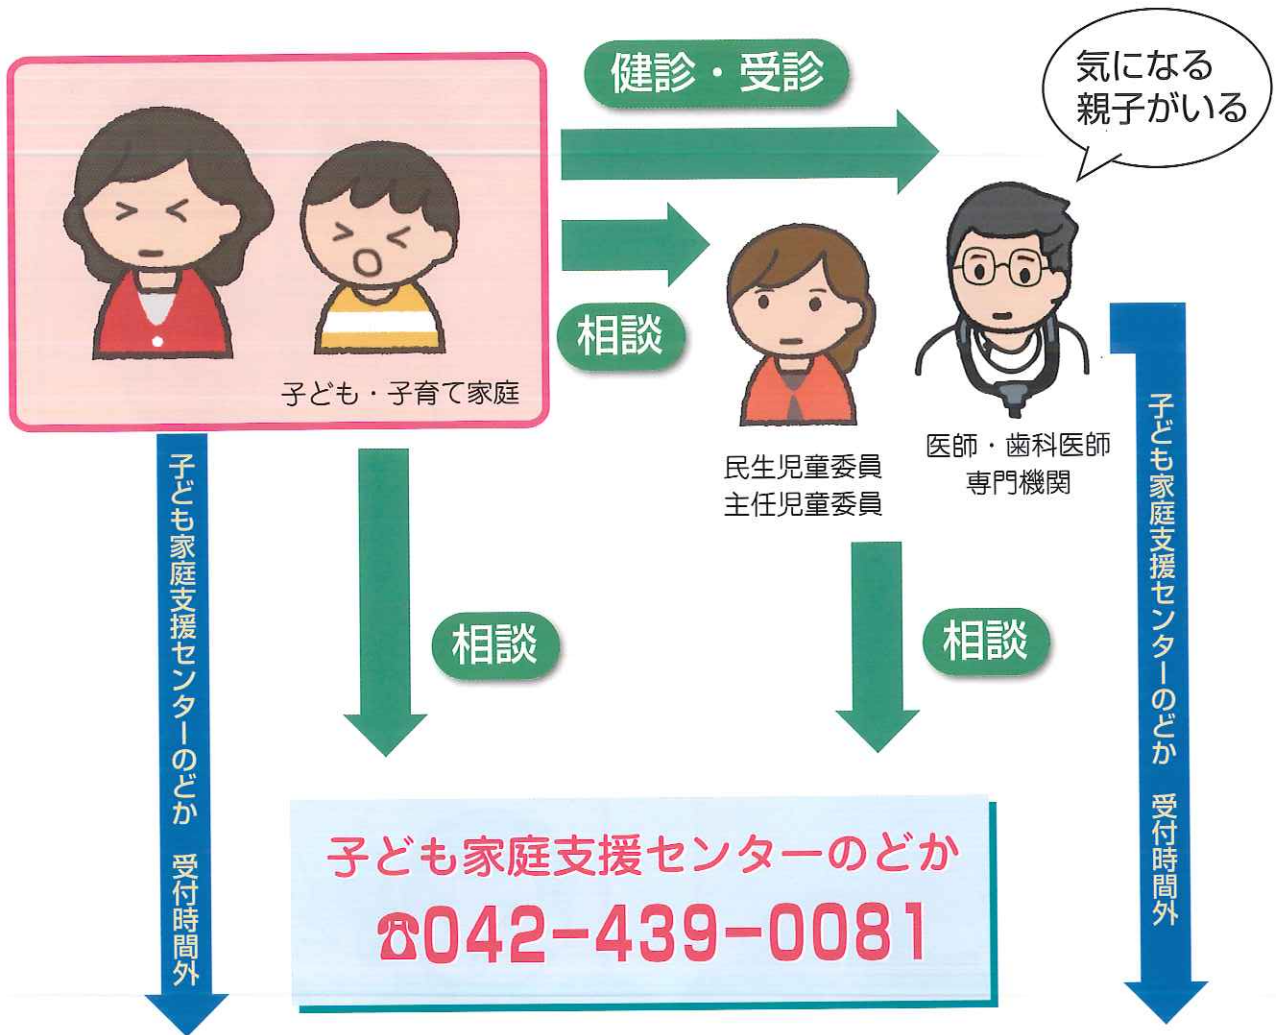 健診・受診
気になる
親子がいる
相談
子ども・子育て家庭
民生児童委員
主任児童委員
医師・歯科医師
専門機関
子ども家庭支援センターのどか 受付時間外
相談
相談
子ども家庭支援センターのどか 受付時間外
子ども家庭支援センターのどか
☎042-439-0081